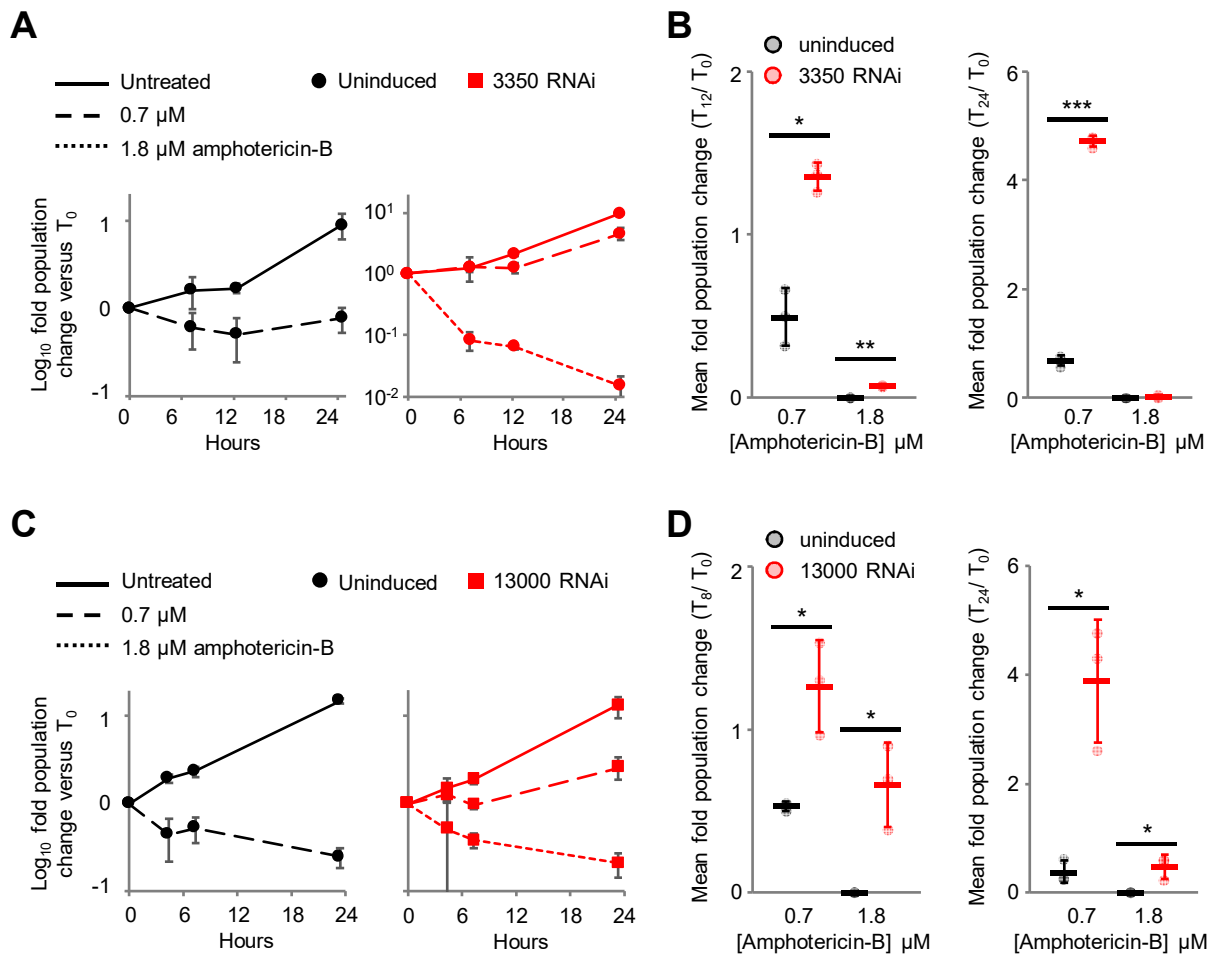 A
Untreated
0.7 µM
1.8 µM amphotericin-B
Uninduced
3350 RNAi
Log10 fold population
change versus T0
1
0
-1
0 6 12 18 24
Hours
10^1
10^0
10^-1
10^-2
0 6 12 18 24
Hours
B
uninduced
3350 RNAi
Mean fold population change (T12/ T0)
2
1
0
*
**
0.7 1.8
[Amphotericin-B] µM
Mean fold population change (T24/ T0)
6
4
2
0
***
0.7 1.8
[Amphotericin-B] µM
C
Untreated
0.7 µM
1.8 µM amphotericin-B
Uninduced
13000 RNAi
Log10 fold population
change versus T0
1
0
-1
0 6 12 18 24
Hours
1
0
-1
0 6 12 18 24
Hours
D
uninduced
13000 RNAi
Mean fold population change (T8/ T0)
2
1
0
*
*
0.7 1.8
[Amphotericin-B] µM
Mean fold population change (T24/ T0)
6
4
2
0
*
*
0.7 1.8
[Amphotericin-B] µM